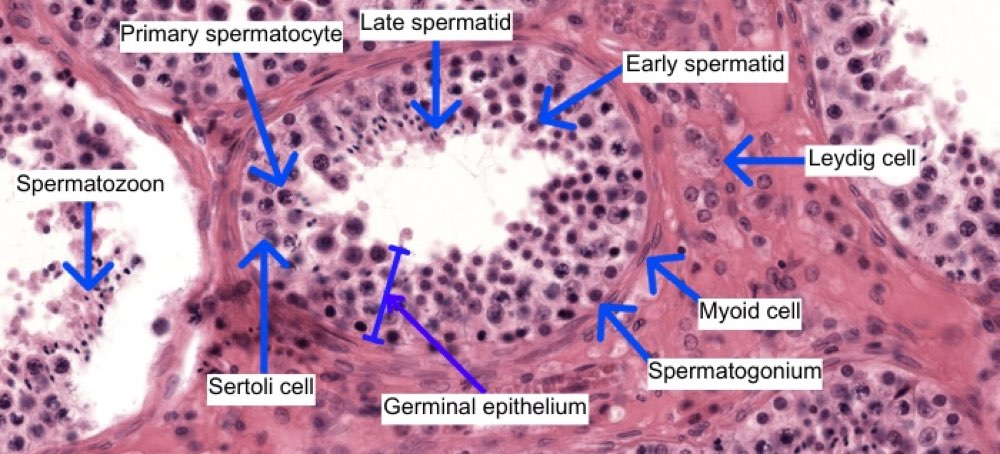 Late spermatid
Primary spermatocyte
Early spermatid
Leydig cell
Spermatozoon
Myoid cell
Spermatogonium
Sertoli cell
Germinal epithelium